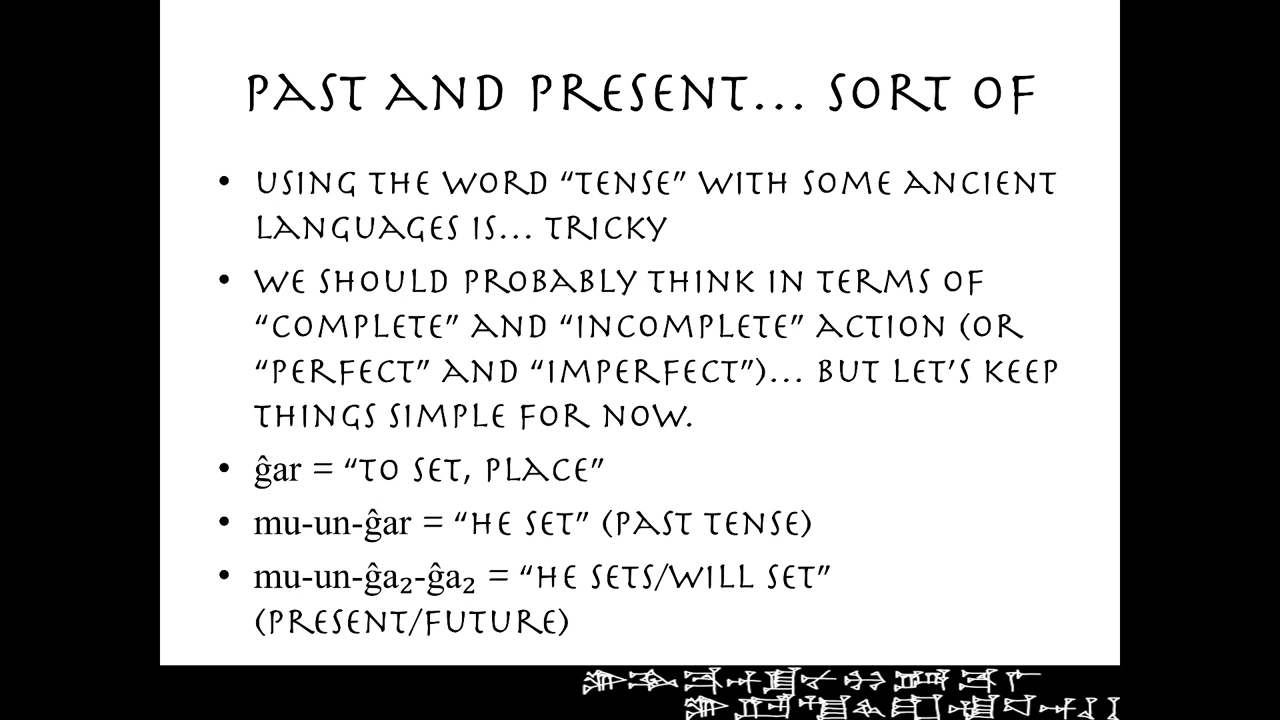 Past and Present... Sort of
• Using the word “tense” with some ancient
languages is... tricky
• We should probably think in terms of
“complete” and “incomplete” action (or
“perfect” and “imperfect”)... but let’s keep
things simple for now.
• ĝar = “to set, place”
• mu-un-ĝar = “he set” (past tense)
• mu-un-ĝa₂-ĝa₂ = “he sets/will set”
(present/future)